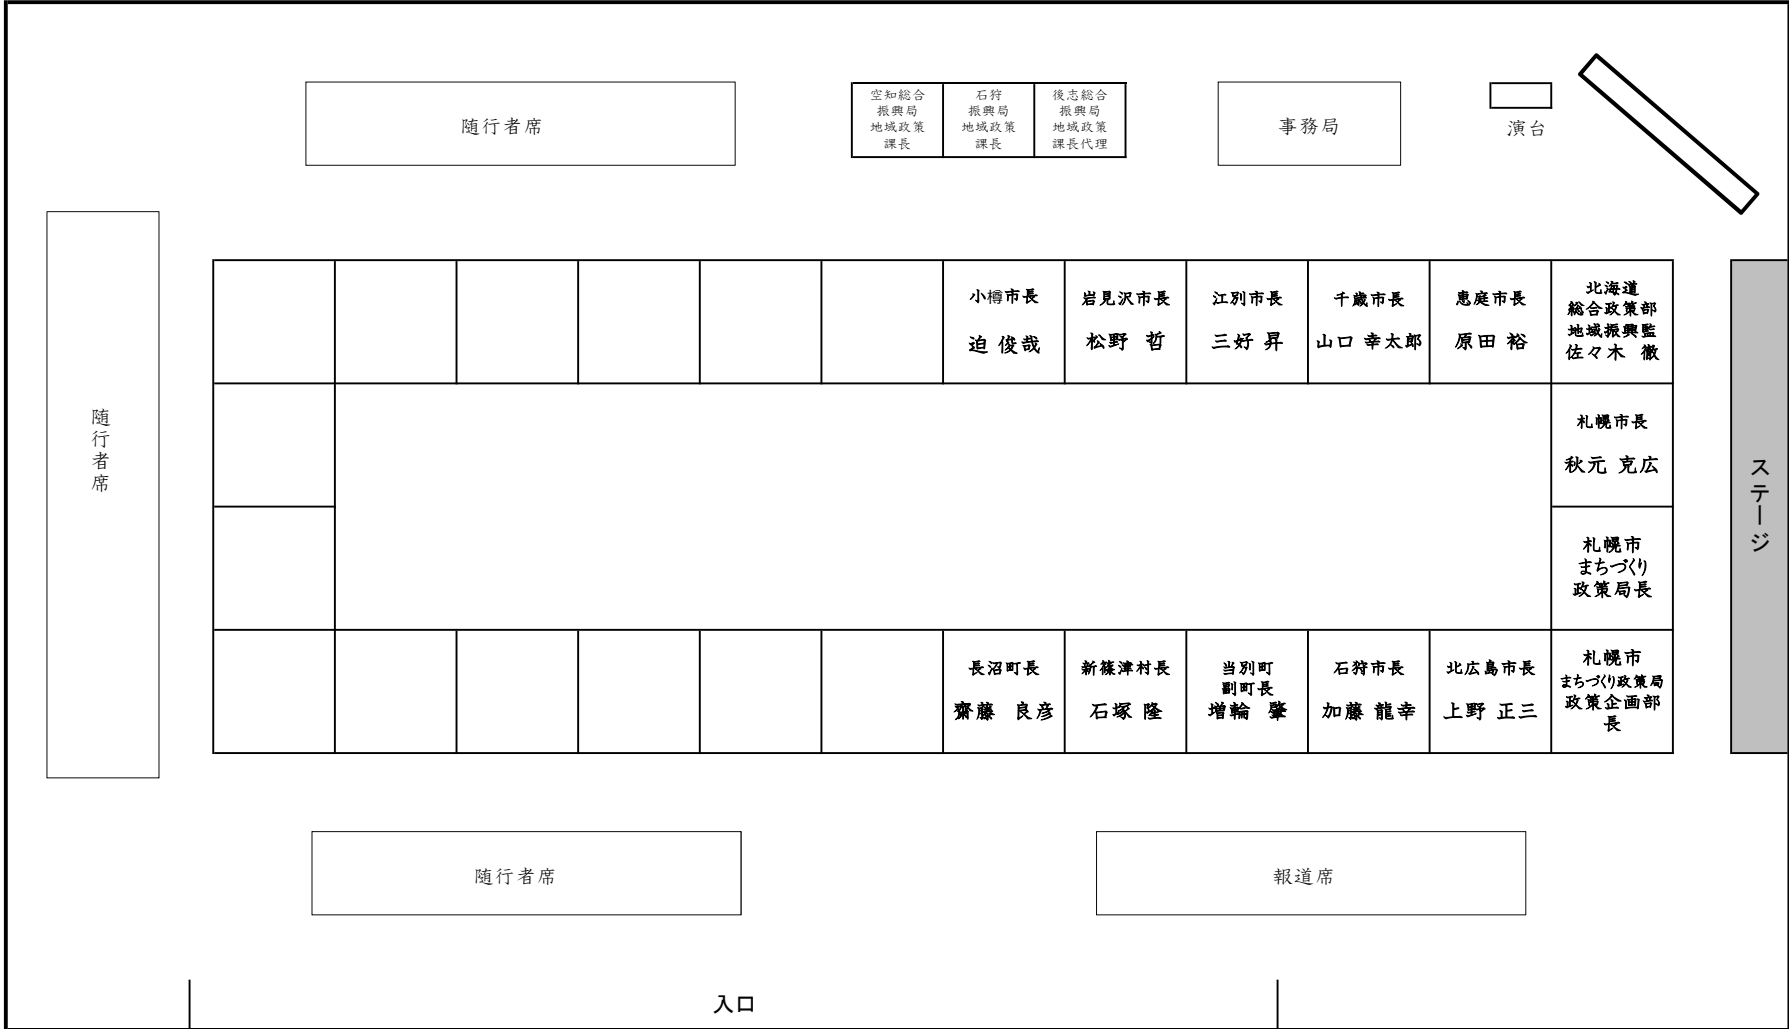 随行者席
空知総合
振興局
地域政策
課長
石狩
振興局
地域政策
課長
後志総合
振興局
地域政策
課長代理
事務局
演台
随行者席
小樽市長
迫 俊哉
岩見沢市長
松野 哲
江別市長
三好 昇
千歳市長
山口 幸太郎
恵庭市長
原田 裕
北海道
総合政策部
地域振興監
佐々木 徹
札幌市長
秋元 克広
札幌市
まちづくり
政策局長
ステージ
長沼町長
齋藤 良彦
新篠津村長
石塚 隆
当別町
副町長
増輪 肇
石狩市長
加藤 龍幸
北広島市長
上野 正三
札幌市
まちづくり政策局
政策企画部
長
随行者席
報道席
入口